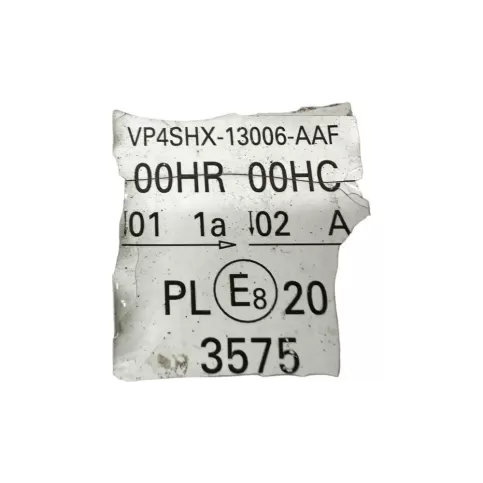 VP4SHX-13006-AAF
00HR 00HC
↓01 1a ↓02 A
→
PL E8 20
3575